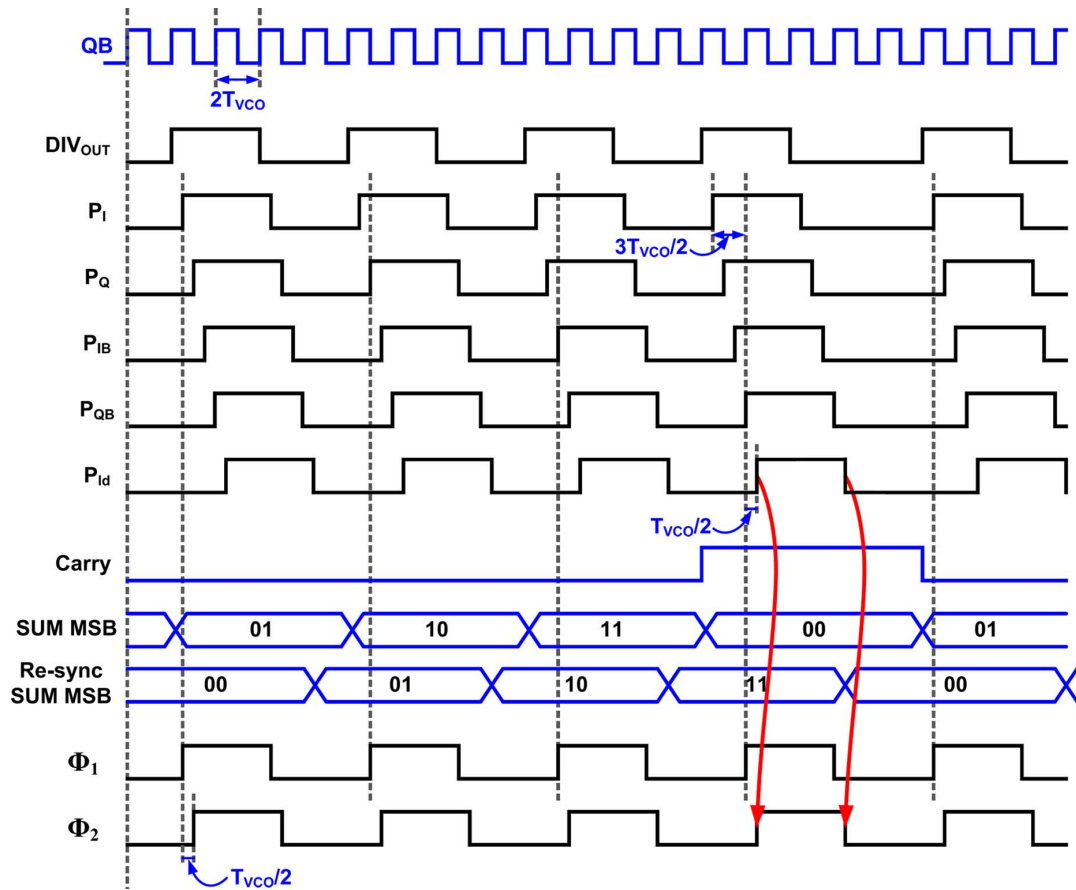 QB
2TVCO
DIVOUT
PI
3TVCO/2
PQ
PIB
PQB
PId
TVCO/2
Carry
SUM MSB 01 10 11 00 01
Re-sync
SUM MSB 00 01 10 11 00
Φ1
Φ2
TVCO/2